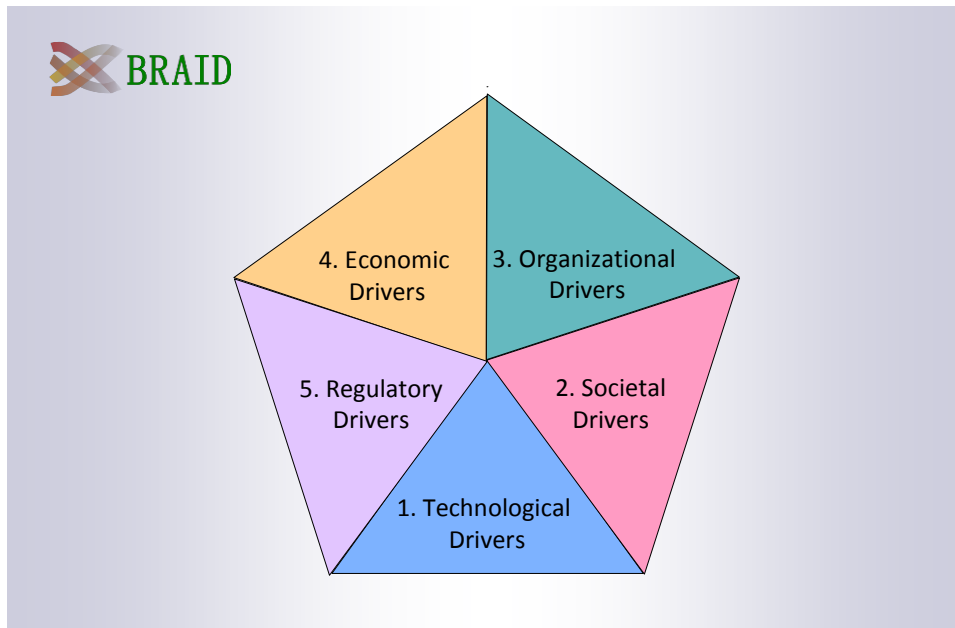 BRAID
4. Economic
Drivers
3. Organizational
Drivers
5. Regulatory
Drivers
2. Societal
Drivers
1. Technological
Drivers